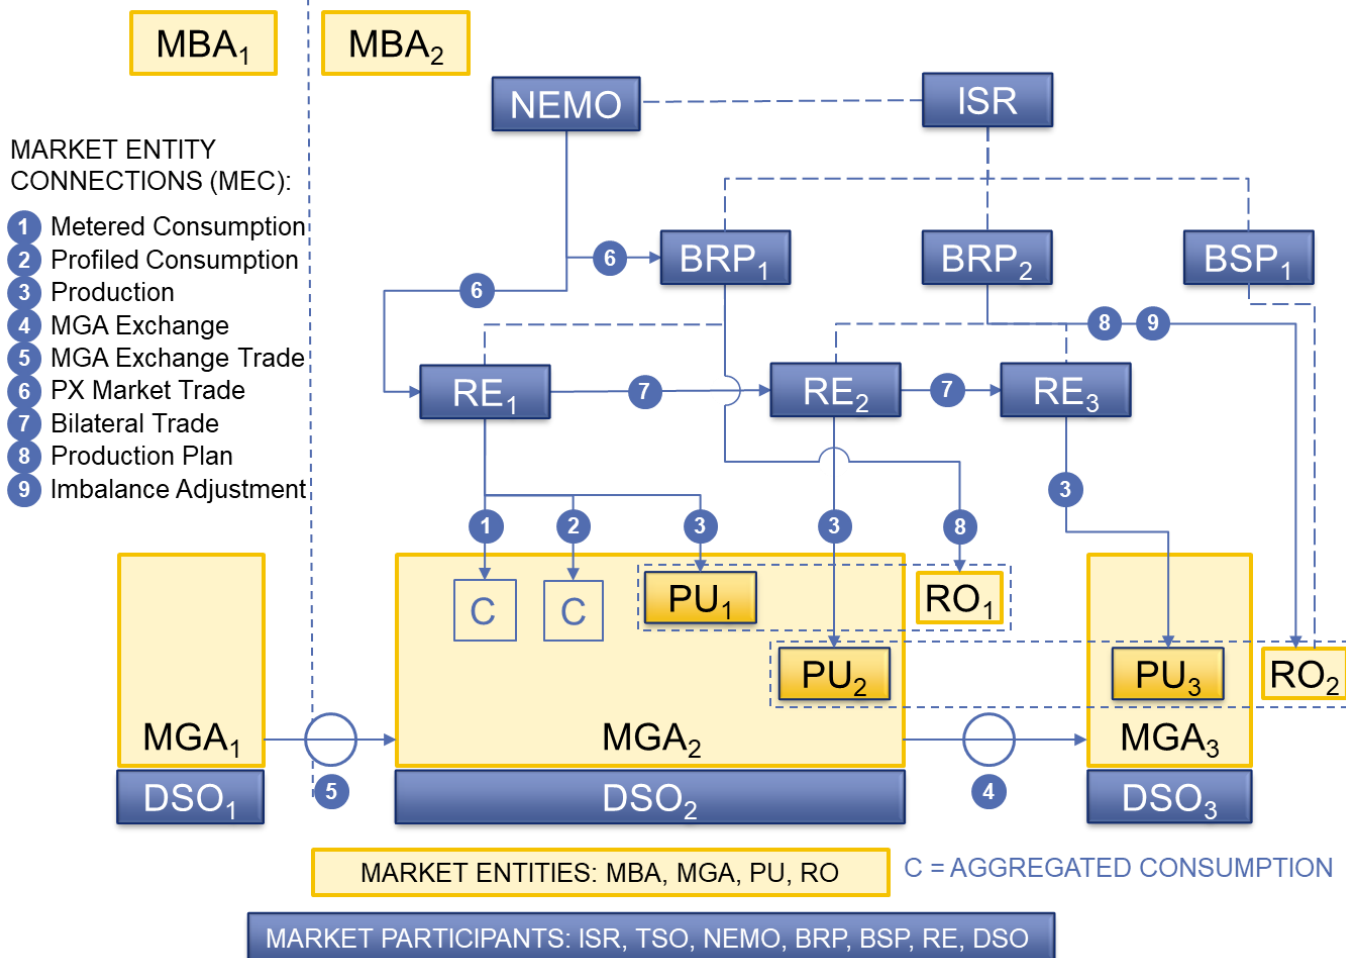 MBA1
MBA2
NEMO
ISR
MARKET ENTITY
CONNECTIONS (MEC):
1 Metered Consumption
2 Profiled Consumption
3 Production
4 MGA Exchange
5 MGA Exchange Trade
6 PX Market Trade
7 Bilateral Trade
8 Production Plan
9 Imbalance Adjustment
6
BRP1
BRP2
BSP1
6
8
9
RE1
7
RE2
7
RE3
3
1
2
3
3
8
C
C
PU1
RO1
PU2
PU3
RO2
MGA1
MGA2
MGA3
DSO1
5
DSO2
4
DSO3
MARKET ENTITIES: MBA, MGA, PU, RO
C = AGGREGATED CONSUMPTION
MARKET PARTICIPANTS: ISR, TSO, NEMO, BRP, BSP, RE, DSO